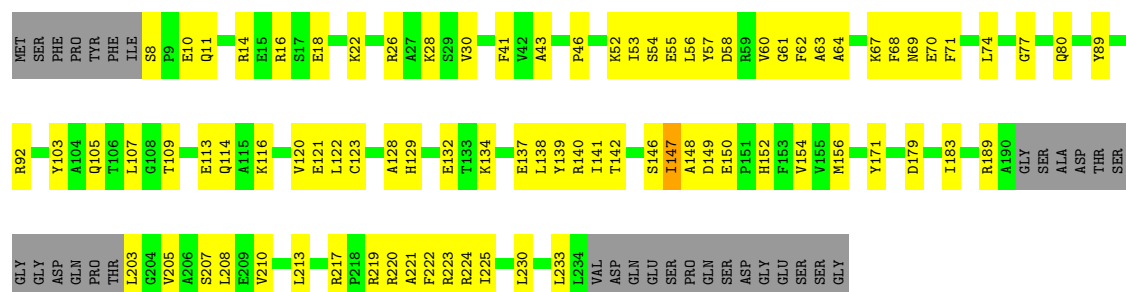 MET SER PHE PRO TYR PHE ILE S8 P9 E10 Q11 R14 E15 R16 S17 E18 K22 R26 A27 K28 S29 V30 F41 V42 A43 P46 K52 I53 S54 E55 L56 Y57 D58 R59 V60 G61 F62 A63 A64 K67 F68 N69 E70 F71 L74 G77 Q80 Y89
R92 Y103 A104 Q105 T106 L107 G108 T109 E113 Q114 A115 K116 V120 E121 L122 C123 A128 H129 E132 T133 K134 E137 L138 Y139 R140 I141 T142 S146 I147 A148 D149 E150 P151 H152 F153 V154 V155 M156 Y171 D179 I183 R189 A190 GLY SER ALA ASP THR SER
GLY GLY ASP GLN PRO THR L203 G204 V205 A206 S207 L208 E209 V210 L213 R217 P218 R219 R220 A221 F222 R223 R224 I225 L230 L233 L234 VAL ASP GLN GLU SER PRO GLN SER ASP GLY GLU SER SER GLY